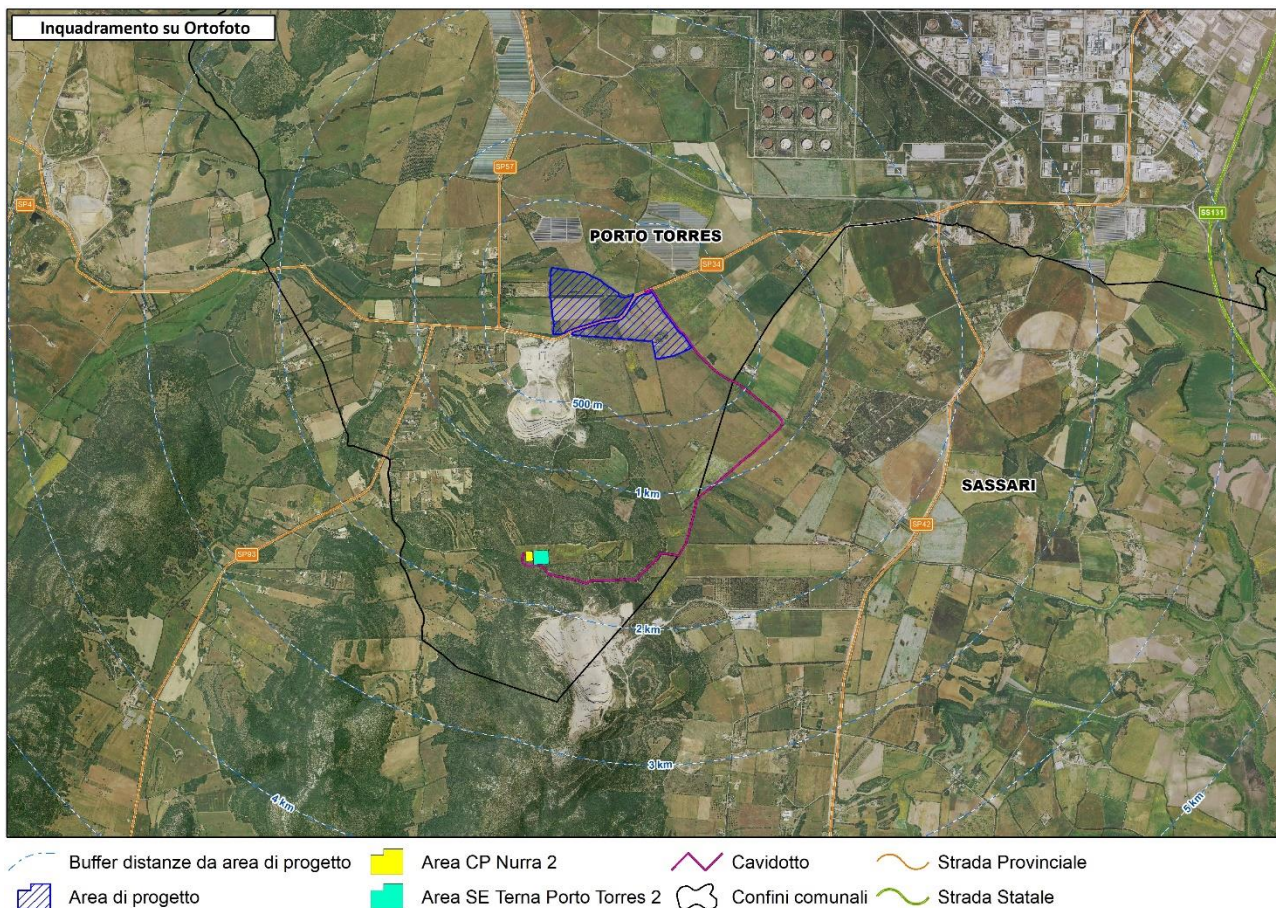 Inquadramento su Ortofoto
SP57
SP4
PORTO TORRES
SS131
SP34
500 m
1 km
SASSARI
SP42
SP93
2 km
3 km
4 km
5 km
Buffer distanze da area di progetto
Area CP Nurra 2
Cavidotto
Strada Provinciale
Area di progetto
Area SE Terna Porto Torres 2
Confini comunali
Strada Statale